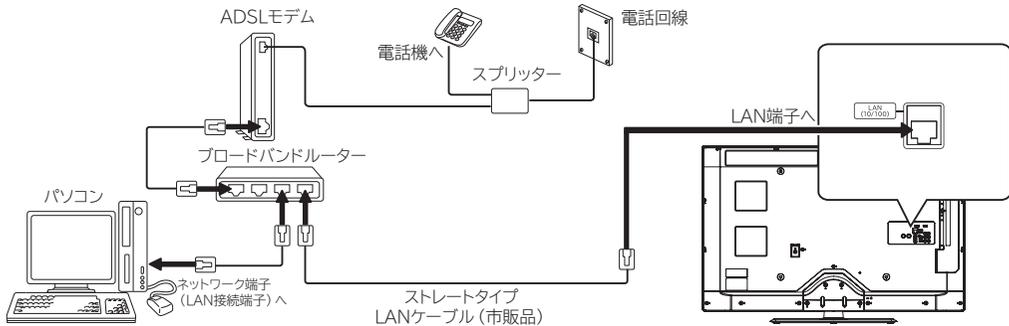 ADSLモデム
電話回線
電話機へ
スプリッター
LAN
(10/100)
LAN端子へ
ブロードバンドルーター
パソコン
ネットワーク端子
（LAN接続端子）へ
ストレートタイプ
LANケーブル（市販品）